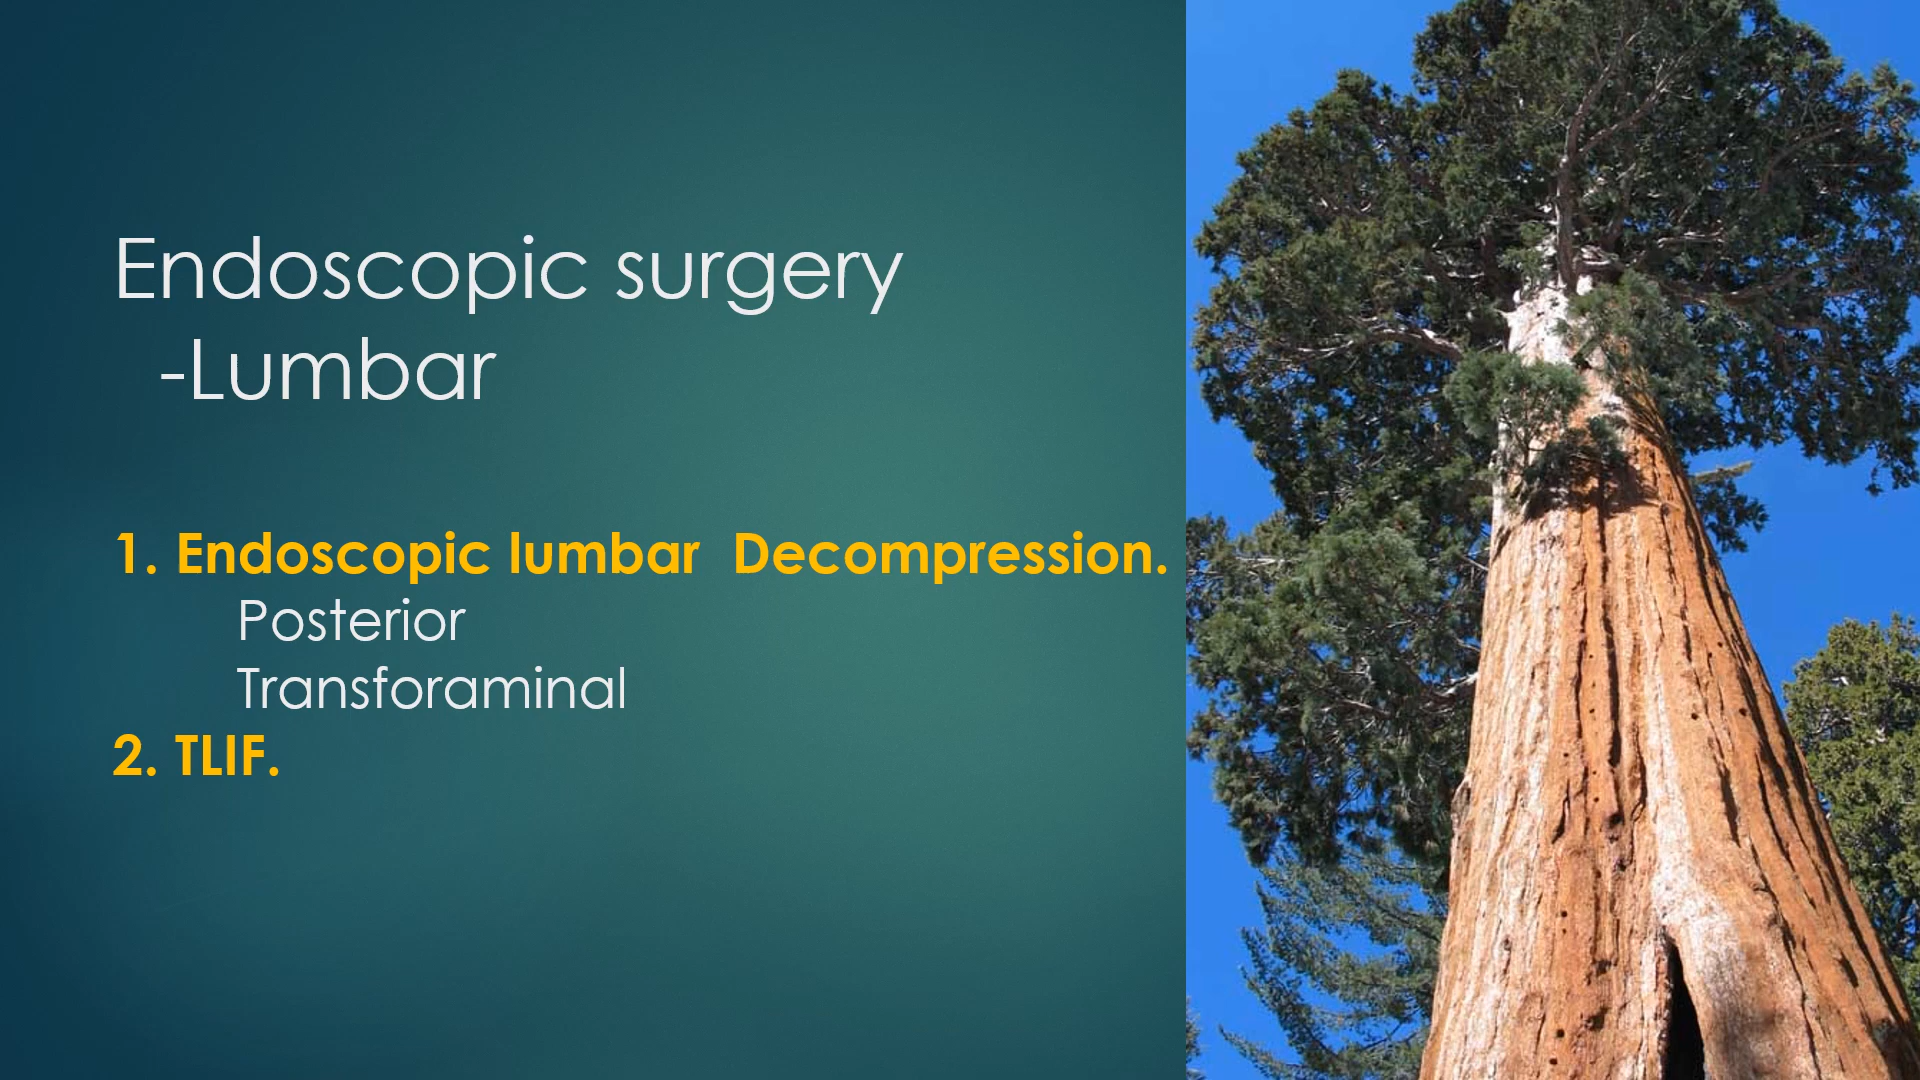 Endoscopic surgery
-Lumbar
1. Endoscopic lumbar  Decompression.
Posterior
Transforaminal
2. TLIF.